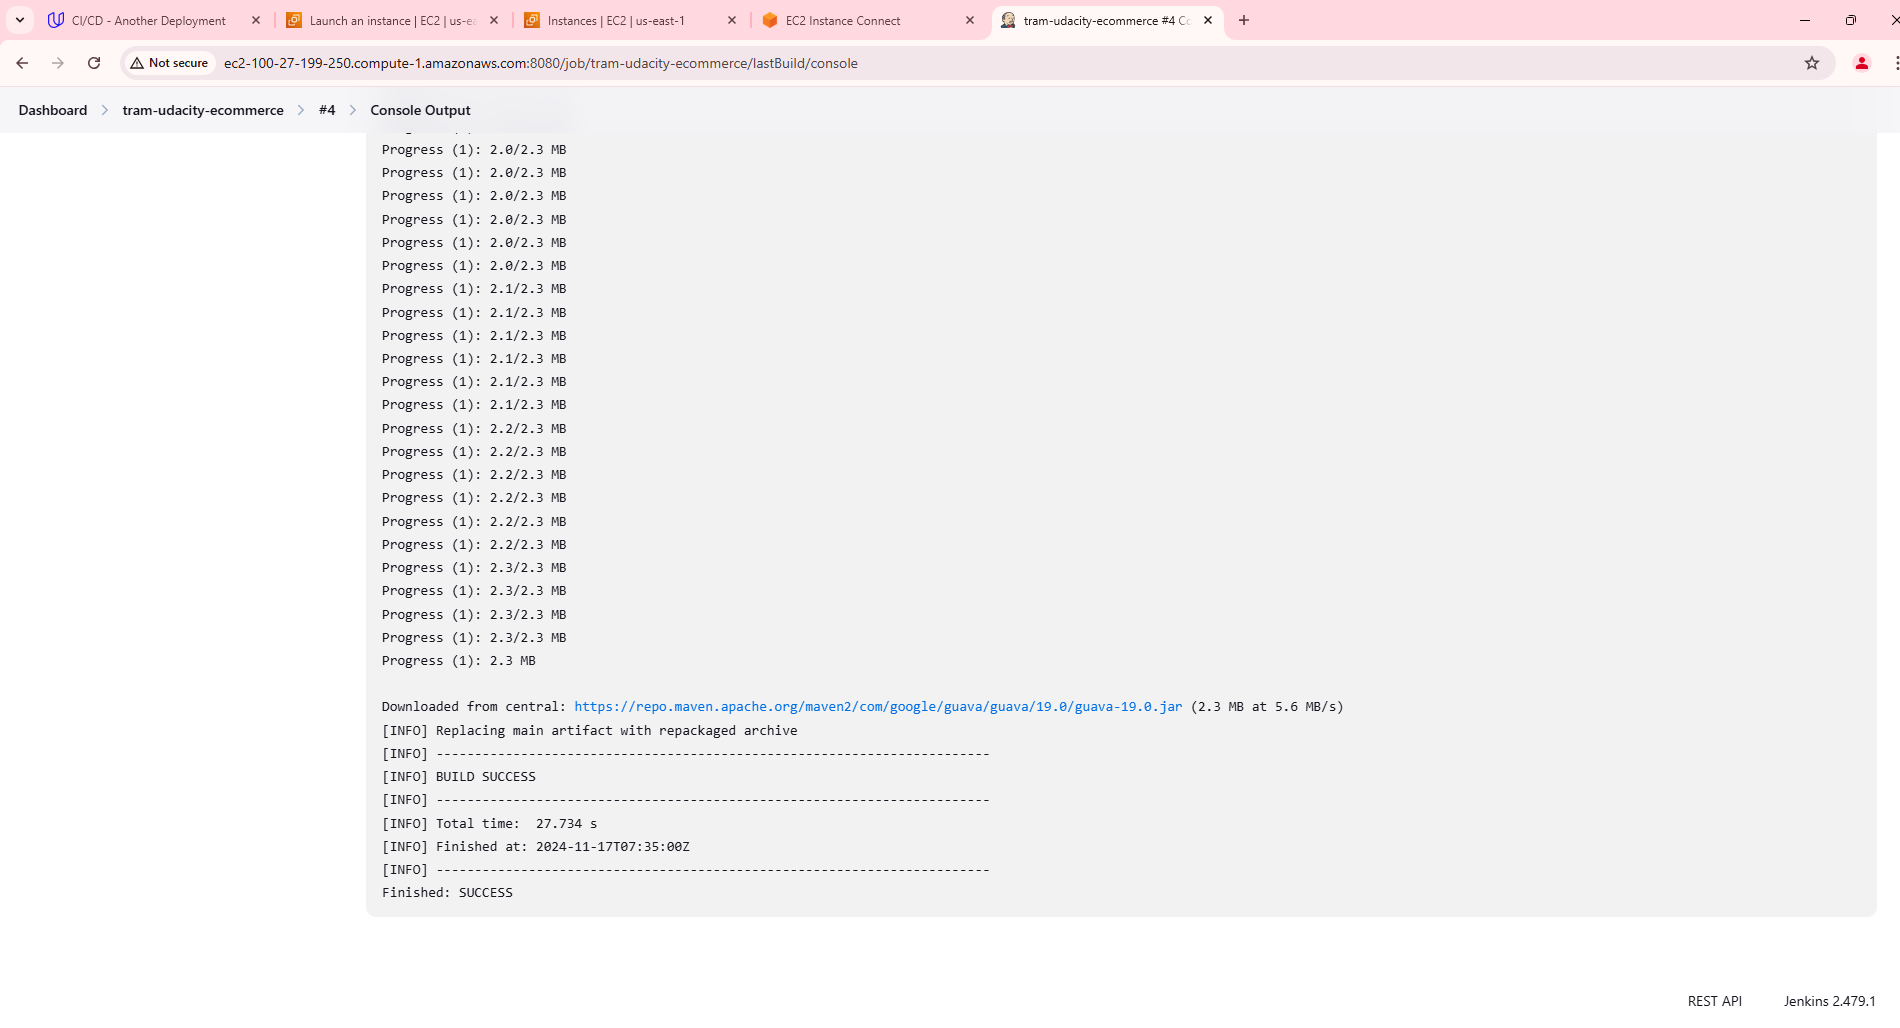 CI/CD - Another Deployment
Launch an instance | EC2 | us-ea
Instances | EC2 | us-east-1
EC2 Instance Connect
tram-udacity-ecommerce #4 Co
Not secure
ec2-100-27-199-250.compute-1.amazonaws.com:8080/job/tram-udacity-ecommerce/lastBuild/console
Dashboard
tram-udacity-ecommerce
#4
Console Output
Progress (1): 2.0/2.3 MB
Progress (1): 2.0/2.3 MB
Progress (1): 2.0/2.3 MB
Progress (1): 2.0/2.3 MB
Progress (1): 2.0/2.3 MB
Progress (1): 2.0/2.3 MB
Progress (1): 2.1/2.3 MB
Progress (1): 2.1/2.3 MB
Progress (1): 2.1/2.3 MB
Progress (1): 2.1/2.3 MB
Progress (1): 2.1/2.3 MB
Progress (1): 2.1/2.3 MB
Progress (1): 2.2/2.3 MB
Progress (1): 2.2/2.3 MB
Progress (1): 2.2/2.3 MB
Progress (1): 2.2/2.3 MB
Progress (1): 2.2/2.3 MB
Progress (1): 2.2/2.3 MB
Progress (1): 2.3/2.3 MB
Progress (1): 2.3/2.3 MB
Progress (1): 2.3/2.3 MB
Progress (1): 2.3/2.3 MB
Progress (1): 2.3 MB
Downloaded from central: https://repo.maven.apache.org/maven2/com/google/guava/guava/19.0/guava-19.0.jar (2.3 MB at 5.6 MB/s)
[INFO] Replacing main artifact with repackaged archive
[INFO] ------------------------------------------------------------------------
[INFO] BUILD SUCCESS
[INFO] ------------------------------------------------------------------------
[INFO] Total time:  27.734 s
[INFO] Finished at: 2024-11-17T07:35:00Z
[INFO] ------------------------------------------------------------------------
Finished: SUCCESS
REST API
Jenkins 2.479.1